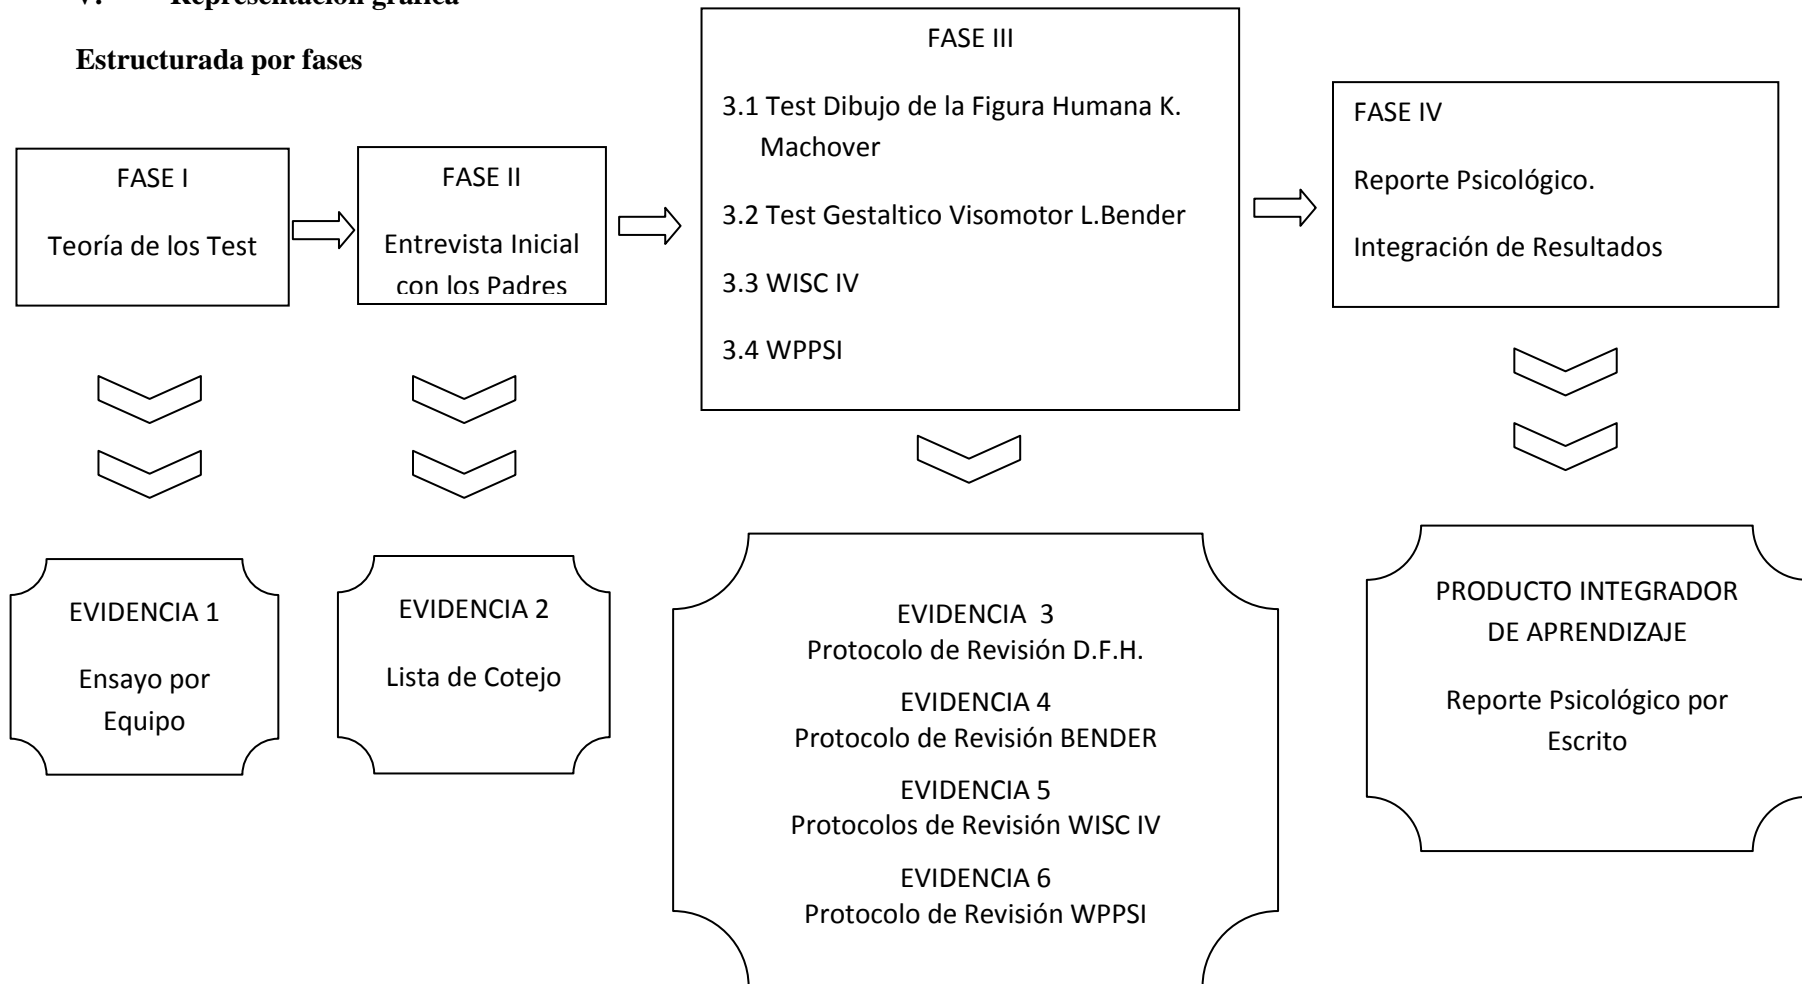 V. Representación gráfica
Estructurada por fases
FASE I
Teoría de los Test
FASE II
Entrevista Inicial
con los Padres
FASE III
3.1 Test Dibujo de la Figura Humana K.
Machover
3.2 Test Gestaltico Visomotor L.Bender
3.3 WISC IV
3.4 WPPSI
FASE IV
Reporte Psicológico.
Integración de Resultados
EVIDENCIA 1
Ensayo por
Equipo
EVIDENCIA 2
Lista de Cotejo
EVIDENCIA 3
Protocolo de Revisión D.F.H.
EVIDENCIA 4
Protocolo de Revisión BENDER
EVIDENCIA 5
Protocolos de Revisión WISC IV
EVIDENCIA 6
Protocolo de Revisión WPPSI
PRODUCTO INTEGRADOR
DE APRENDIZAJE
Reporte Psicológico por
Escrito